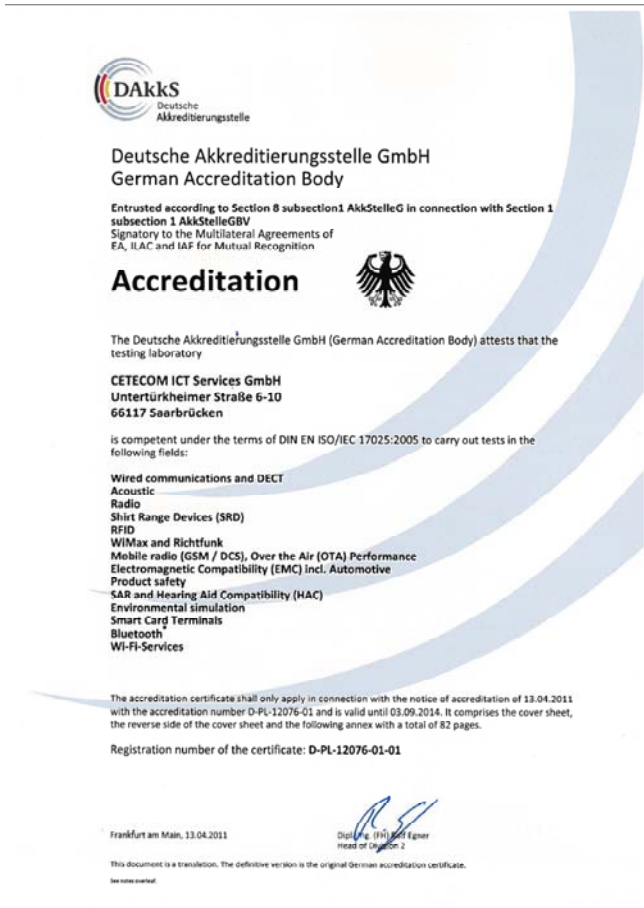 DAkkS
Deutsche
Akkreditierungsstelle
Deutsche Akkreditierungsstelle GmbH
German Accreditation Body
Entrusted according to Section 8 subsection1 AkkStelleG in connection with Section 1
subsection 1 AkkStelleGBV
Signatory to the Multilateral Agreements of
EA, ILAC and IAF for Mutual Recognition
Accreditation
The Deutsche Akkreditierungsstelle GmbH (German Accreditation Body) attests that the
testing laboratory
CETECOM ICT Services GmbH
Untertürkheimer Straße 6-10
66117 Saarbrücken
is competent under the terms of DIN EN ISO/IEC 17025:2005 to carry out tests in the
following fields:
Wired communications and DECT
Acoustic
Radio
Shirt Range Devices (SRD)
RFID
WiMax and Richtfunk
Mobile radio (GSM / DCS), Over the Air (OTA) Performance
Electromagnetic Compatibility (EMC) incl. Automotive
Product safety
SAR and Hearing Aid Compatibility (HAC)
Environmental simulation
Smart Card Terminals
Bluetooth
Wi-Fi-Services
The accreditation certificate shall only apply in connection with the notice of accreditation of 13.04.2011
with the accreditation number D-PL-12076-01 and is valid until 03.09.2014. It comprises the cover sheet,
the reverse side of the cover sheet and the following annex with a total of 82 pages.
Registration number of the certificate: D-PL-12076-01-01
Frankfurt am Main, 13.04.2011
(FH) Egner
Head of Division 2
This document is a translation. The definitive version is the original German accreditation certificate.
See notes overleaf.